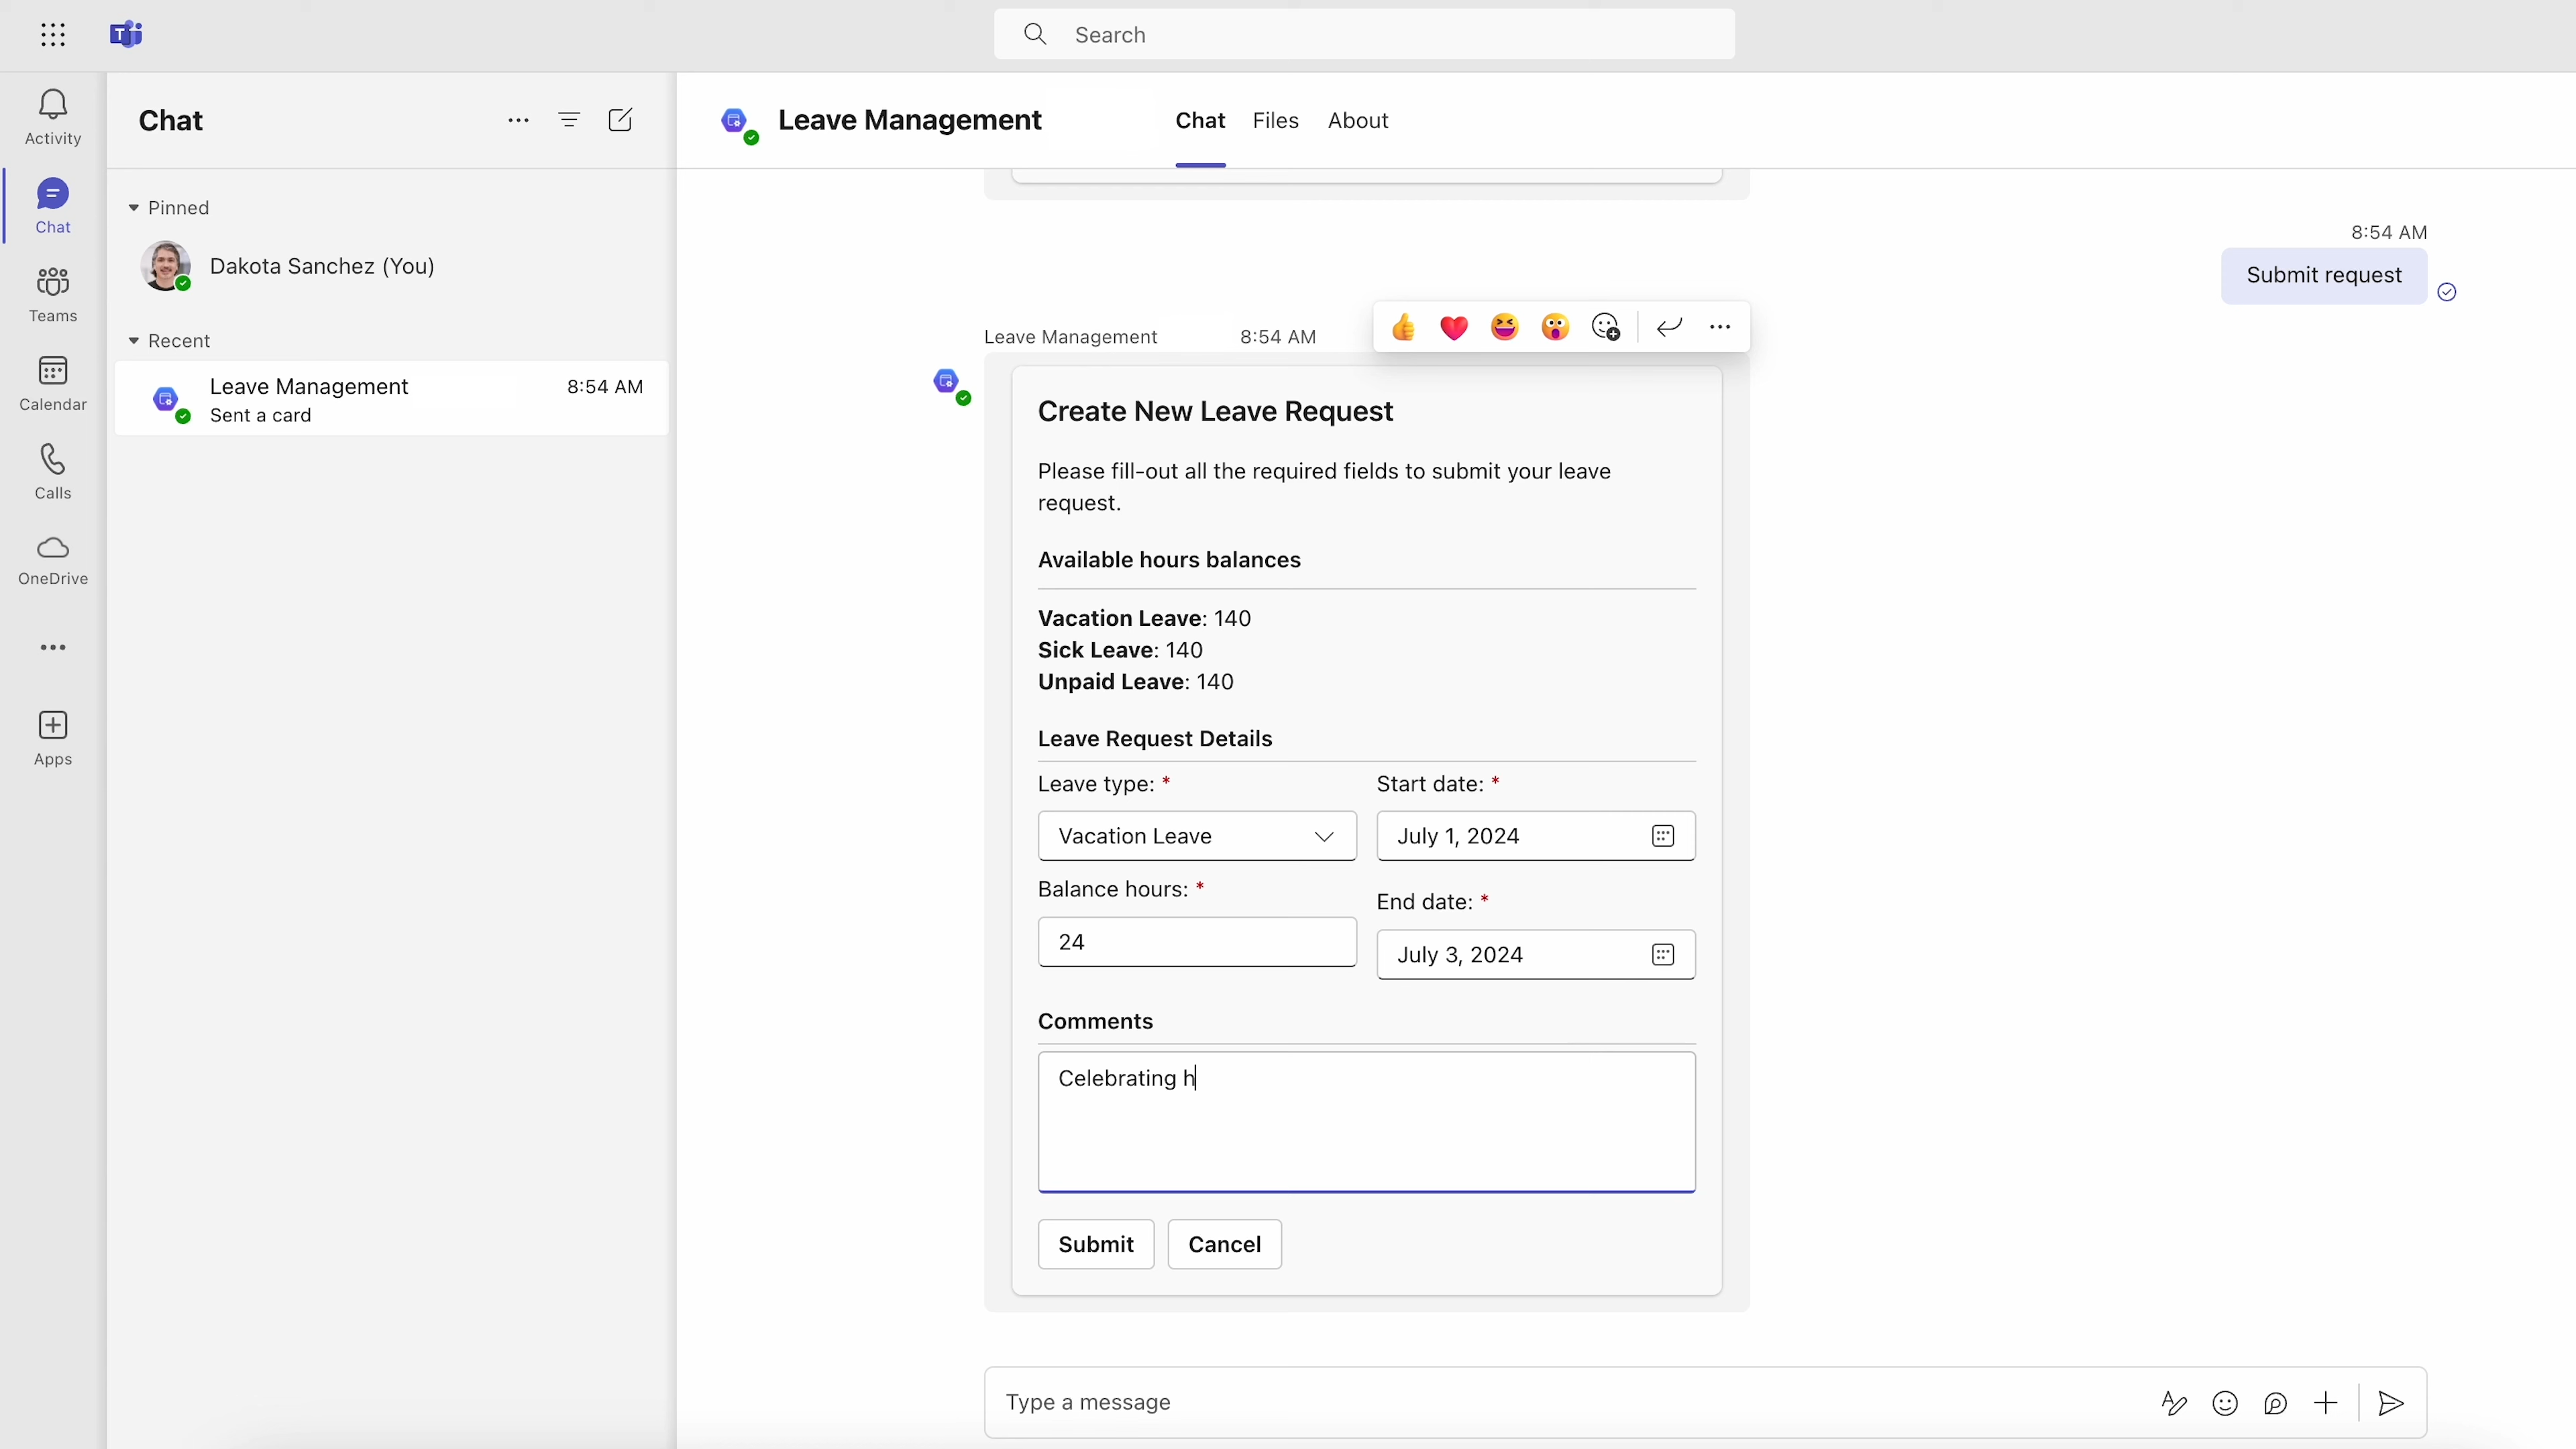 Search
Activity
Chat
Teams
Calendar
Calls
OneDrive
Apps
Chat
Pinned
Dakota Sanchez (You)
Recent
Leave Management 8:54 AM
Sent a card
Leave Management Chat Files About
8:54 AM
Submit request
Leave Management 8:54 AM
Create New Leave Request
Please fill-out all the required fields to submit your leave
request.
Available hours balances
Vacation Leave: 140
Sick Leave: 140
Unpaid Leave: 140
Leave Request Details
Leave type: * Start date: *
Vacation Leave July 1, 2024
Balance hours: * End date: *
24 July 3, 2024
Comments
Celebrating h
Submit Cancel
Type a message